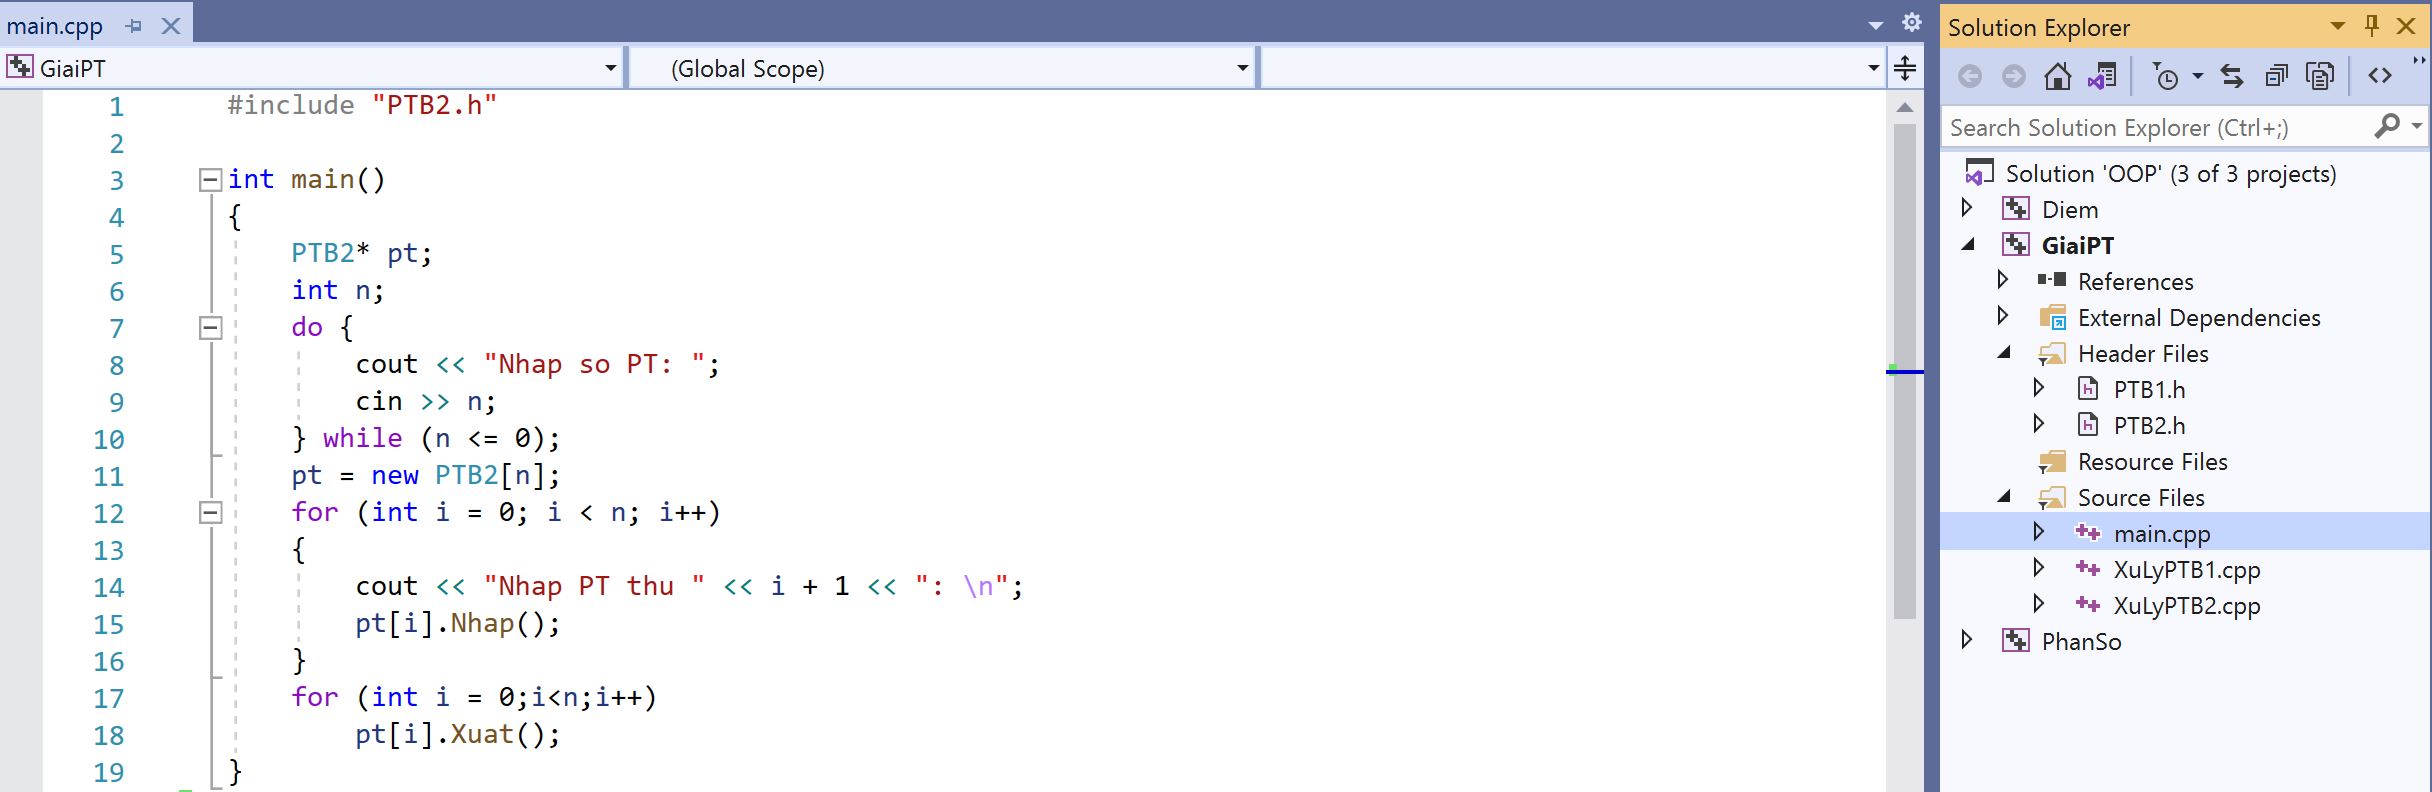 main.cpp
GiaiPT
(Global Scope)
1 #include "PTB2.h"
2
3 int main()
4 {
5 PTB2* pt;
6 int n;
7 do {
8 cout << "Nhap so PT: ";
9 cin >> n;
10 } while (n <= 0);
11 pt = new PTB2[n];
12 for (int i = 0; i < n; i++)
13 {
14 cout << "Nhap PT thu " << i + 1 << ": \n";
15 pt[i].Nhap();
16 }
17 for (int i = 0;i<n;i++)
18 pt[i].Xuat();
19 }
Solution Explorer
Search Solution Explorer (Ctrl+;)
Solution 'OOP' (3 of 3 projects)
Diem
GiaiPT
References
External Dependencies
Header Files
PTB1.h
PTB2.h
Resource Files
Source Files
main.cpp
XuLyPTB1.cpp
XuLyPTB2.cpp
PhanSo